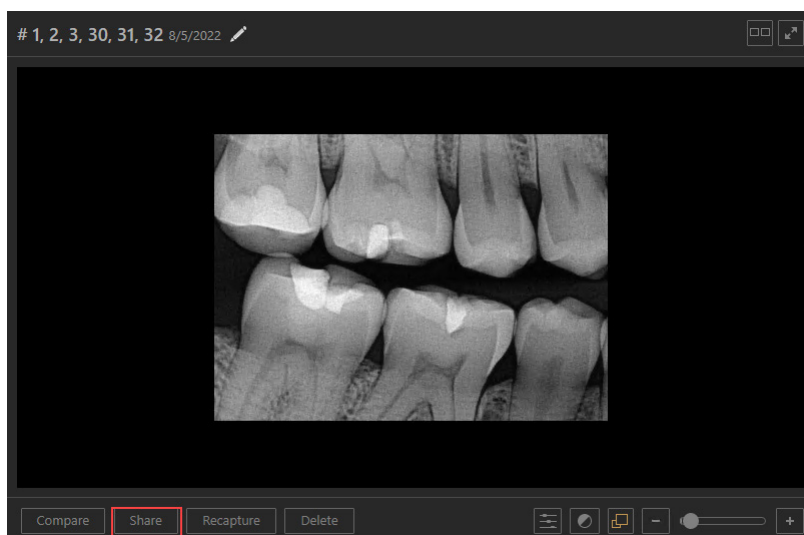 # 1, 2, 3, 30, 31, 32 8/5/2022
Compare Share Recapture Delete